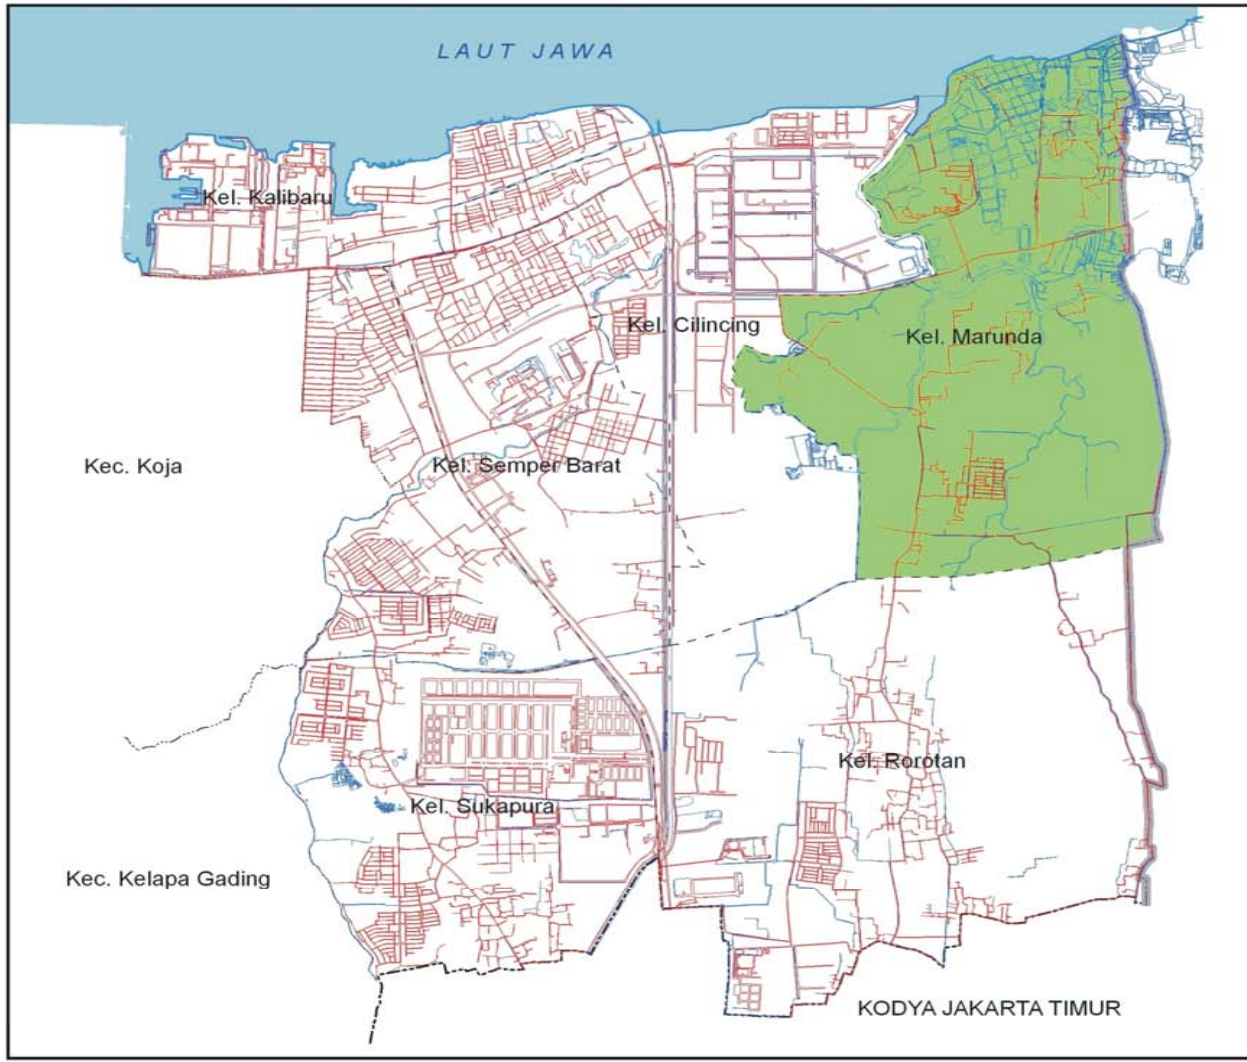 LAUT JAWA
Kel. Kalibaru
Kel. Cilincing
Kel. Marunda
Kec. Koja
Kel. Semper Barat
Kel. Rorotan
Kel. Sukapura
Kec. Kelapa Gading
KODYA JAKARTA TIMUR